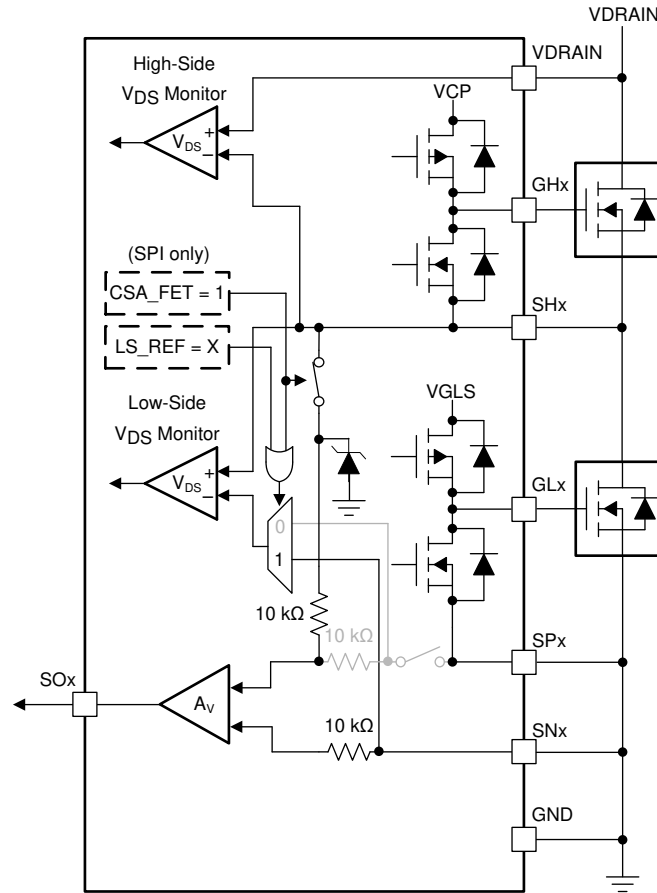 VDRAIN
VDRAIN
High-Side
VDS Monitor
VCP
+
VDS
−
GHx
(SPI only)
CSA_FET = 1
SHx
LS_REF = X
VGLS
Low-Side
VDS Monitor
+
VDS
−
GLx
0
1
10 kΩ
10 kΩ
SPx
SOx
AV
10 kΩ
SNx
GND